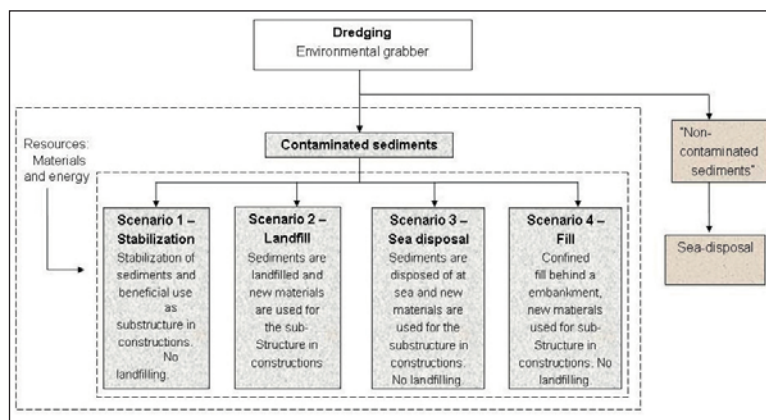 Dredging
Environmental grabber
Resources:
Materials
and energy
Contaminated sediments
"Non-
contaminated
sediments"
Sea-disposal
Scenario 1 –
Stabilization
Stabilization of
sediments and
beneficial use
as
substructure in
constructions.
No
landfilling.
Scenario 2 –
Landfill
Sediments are
landfilled and
new materials
are used for
the sub-
Structure in
constructions
Scenario 3 – 
Sea disposal
Sediments are
disposed of at
sea and new
materials are
used for the
substructure in
constructions.
No landfilling.
Scenario 4 –
Fill
Confined
fill behind a
embankment,
new materials
used for sub-
Structure in
constructions. No
landfilling.